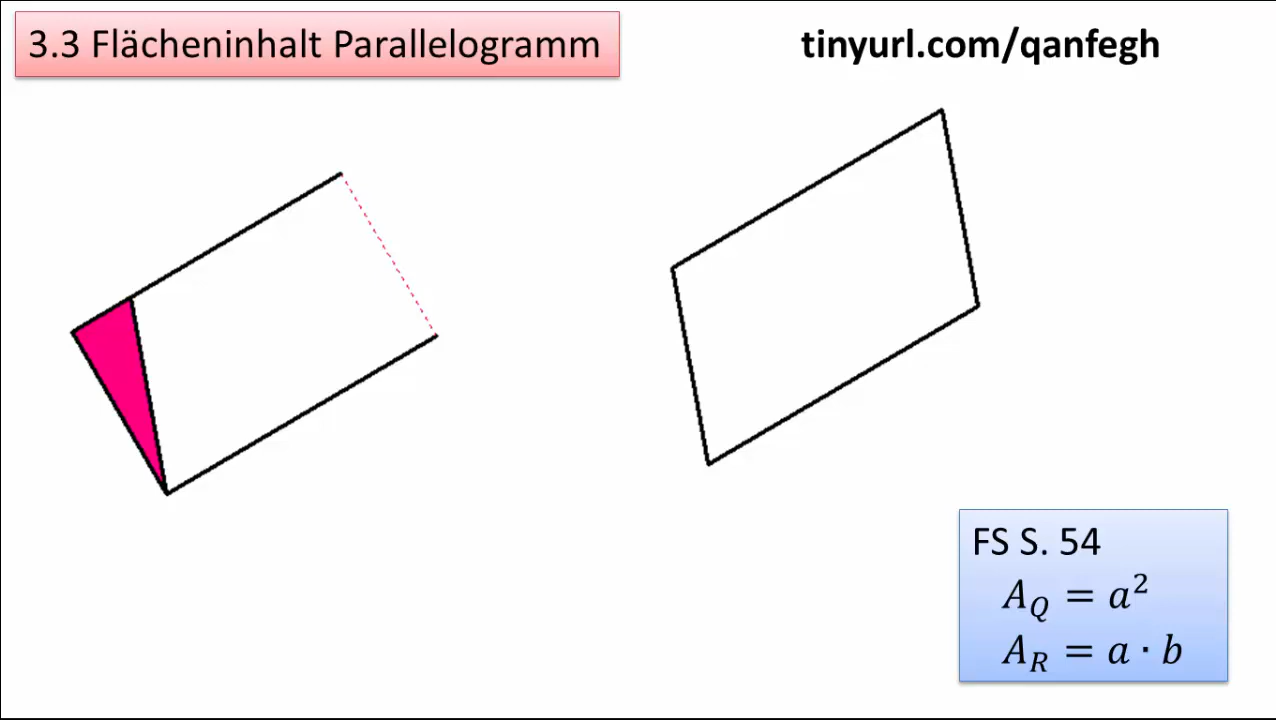 3.3 Flächeninhalt Parallelogramm
tinyurl.com/qanfegh
FS S. 54
A_Q = a²
A_R = a · b